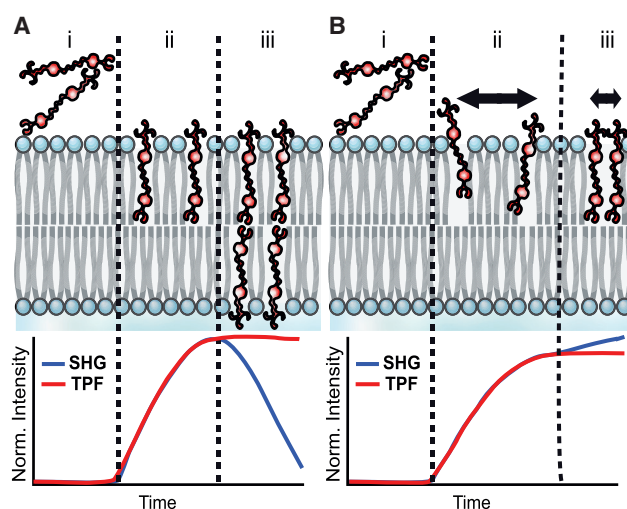 A
i
ii
iii
Norm. Intensity
SHG
TPF
Time
B
i
ii
iii
Norm. Intensity
SHG
TPF
Time